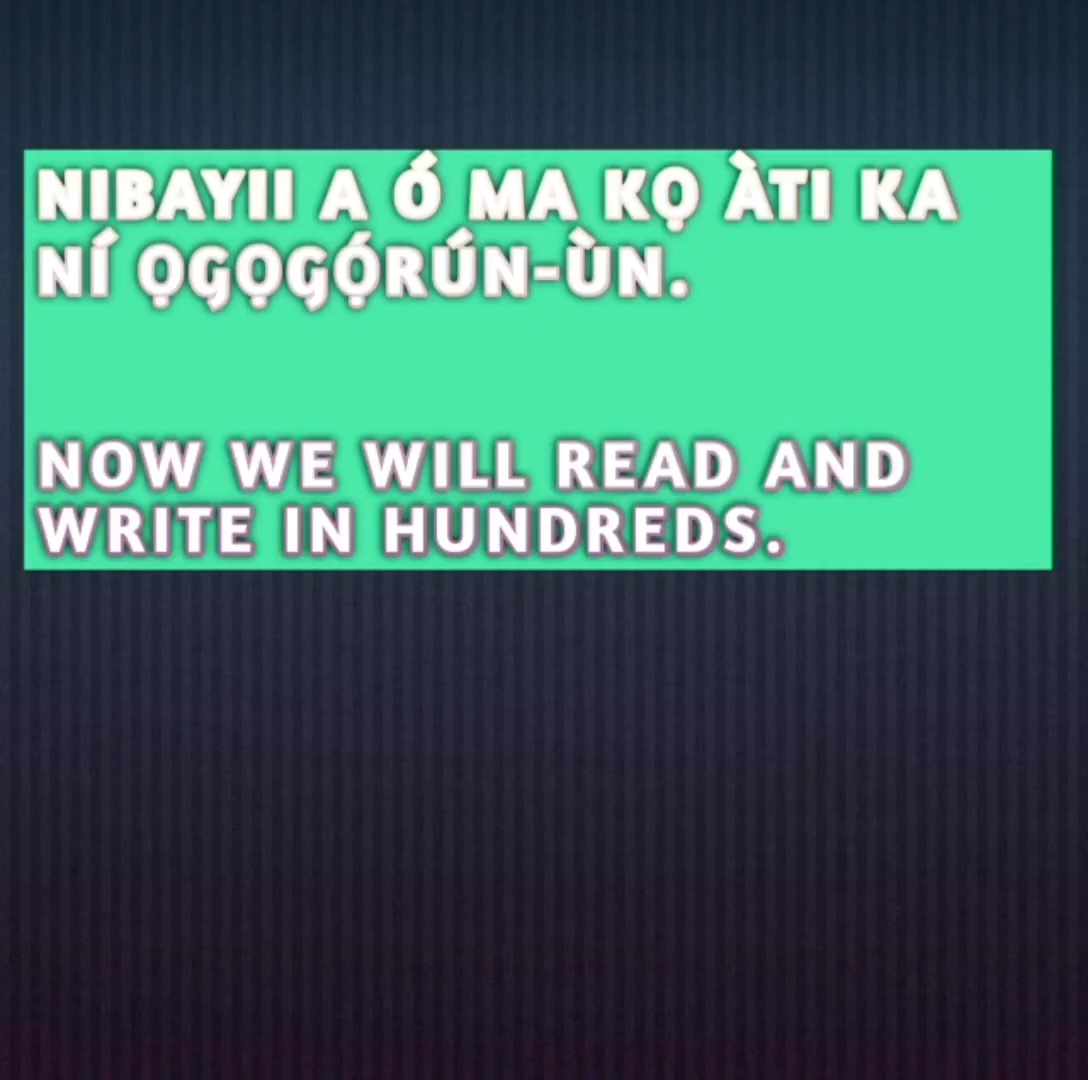 NIBAYII A Ó MA KỌ ÀTI KA
NÍ ỌGỌGỌ́RÚN-ÙN.
NOW WE WILL READ AND
WRITE IN HUNDREDS.